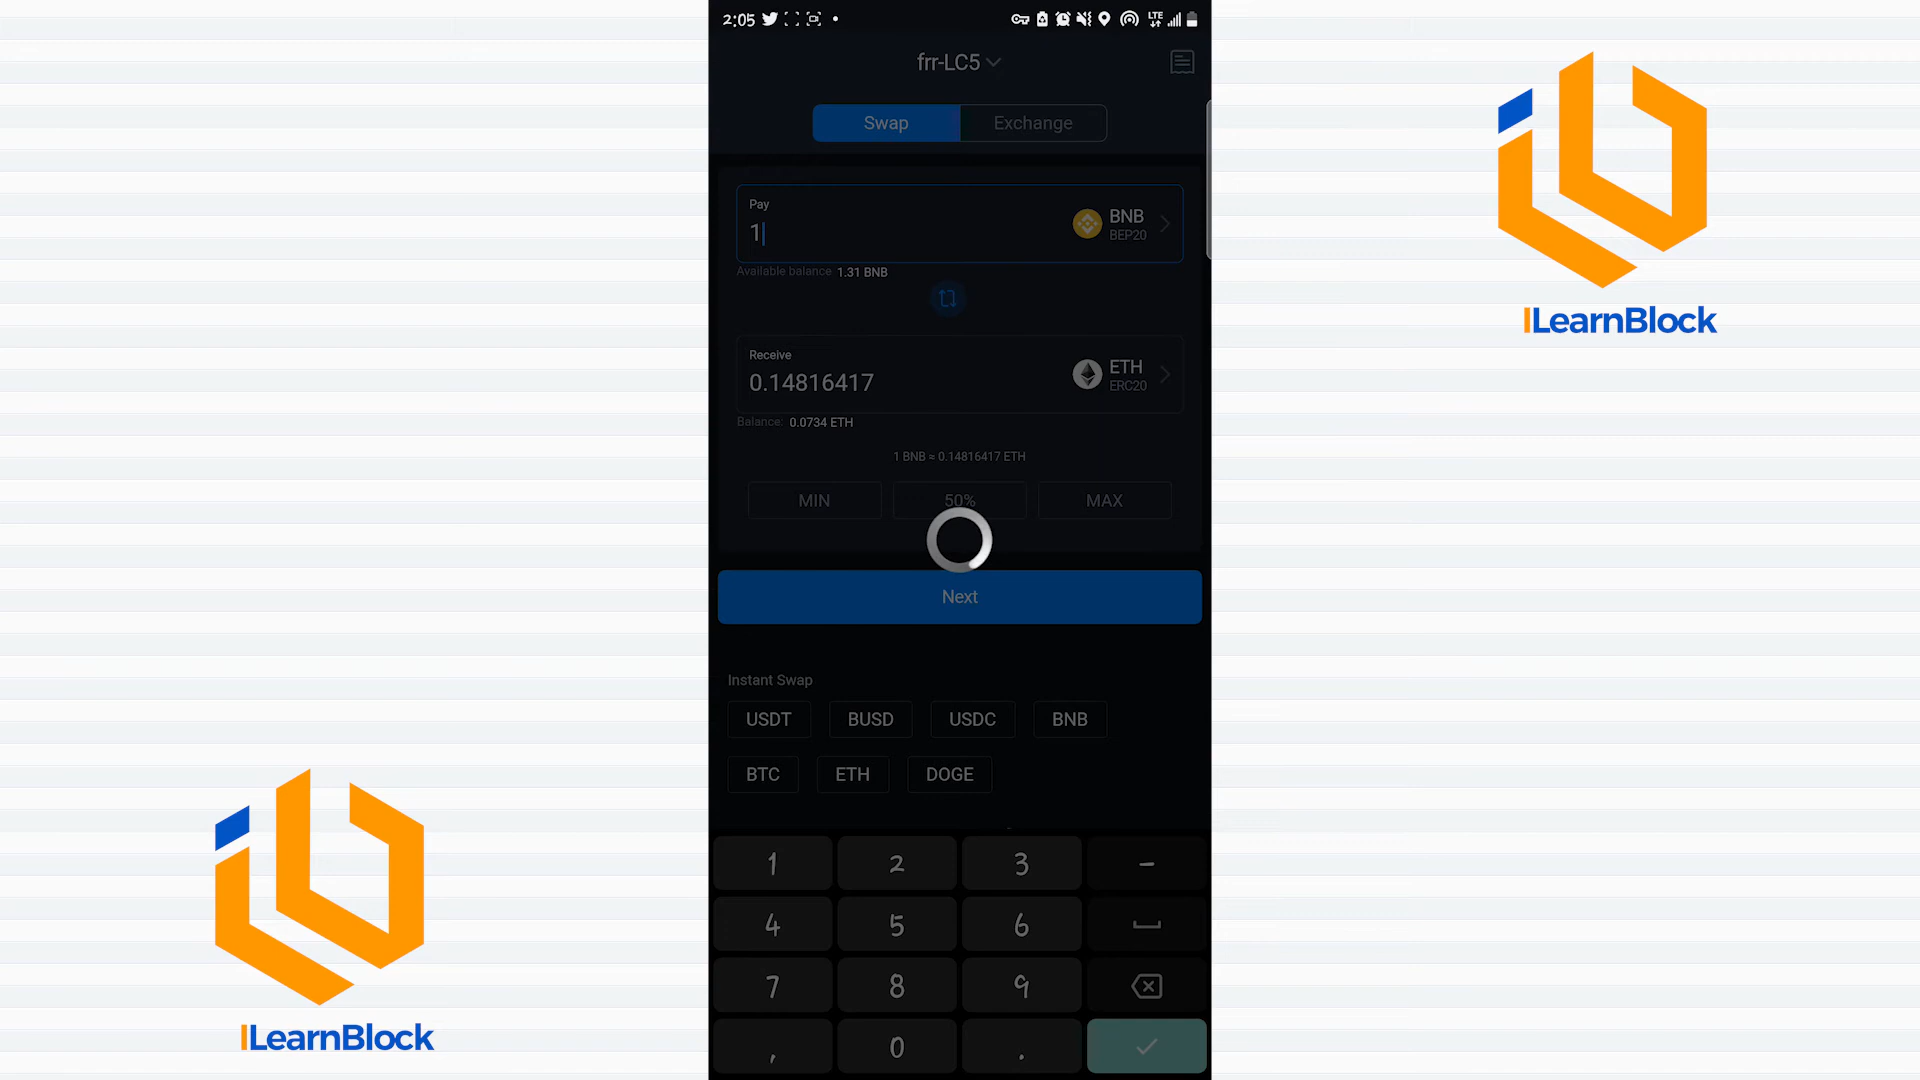 2:05
LTE
frr-LC5
Swap
Exchange
Pay
1
BNB
BEP20
Available balance 1.31 BNB
Receive
0.14816417
ETH
ERC20
Balance: 0.0734 ETH
1 BNB ≈ 0.14816417 ETH
MIN
50%
MAX
Next
Instant Swap
USDT
BUSD
USDC
BNB
BTC
ETH
DOGE
1
2
3
-
4
5
6
7
8
9
,
0
.
ILearnBlock
ILearnBlock